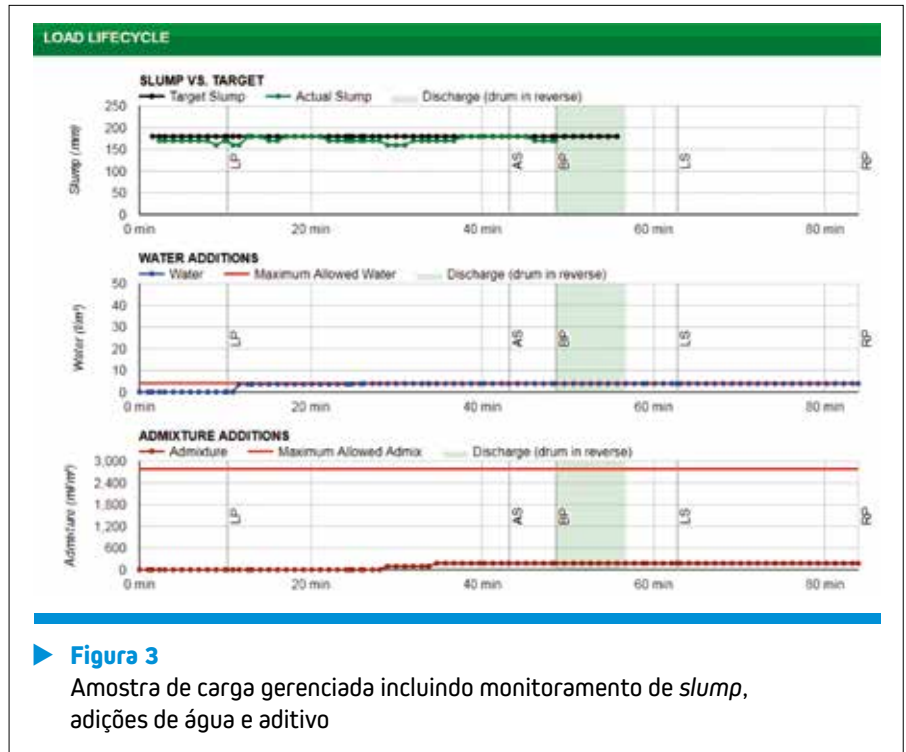 LOAD LIFECYCLE
SLUMP VS. TARGET
Target Slump Actual Slump Discharge (drum in reverse)
Slump (mm)
250
200
150
100
50
0
LP
AS
BP
LS
RP
0 min 20 min 40 min 60 min 80 min
WATER ADDITIONS
Water Maximum Allowed Water Discharge (drum in reverse)
Water (l/m³)
50
40
30
20
10
0
LP
AS
BP
LS
RP
0 min 20 min 40 min 60 min 80 min
ADMIXTURE ADDITIONS
Admixture Maximum Allowed Admix Discharge (drum in reverse)
Admixture (ml/m³)
3,000
2,400
1,800
1,200
600
0
LP
AS
BP
LS
RP
0 min 20 min 40 min 60 min 80 min
Figura 3
Amostra de carga gerenciada incluindo monitoramento de slump,
adições de água e aditivo